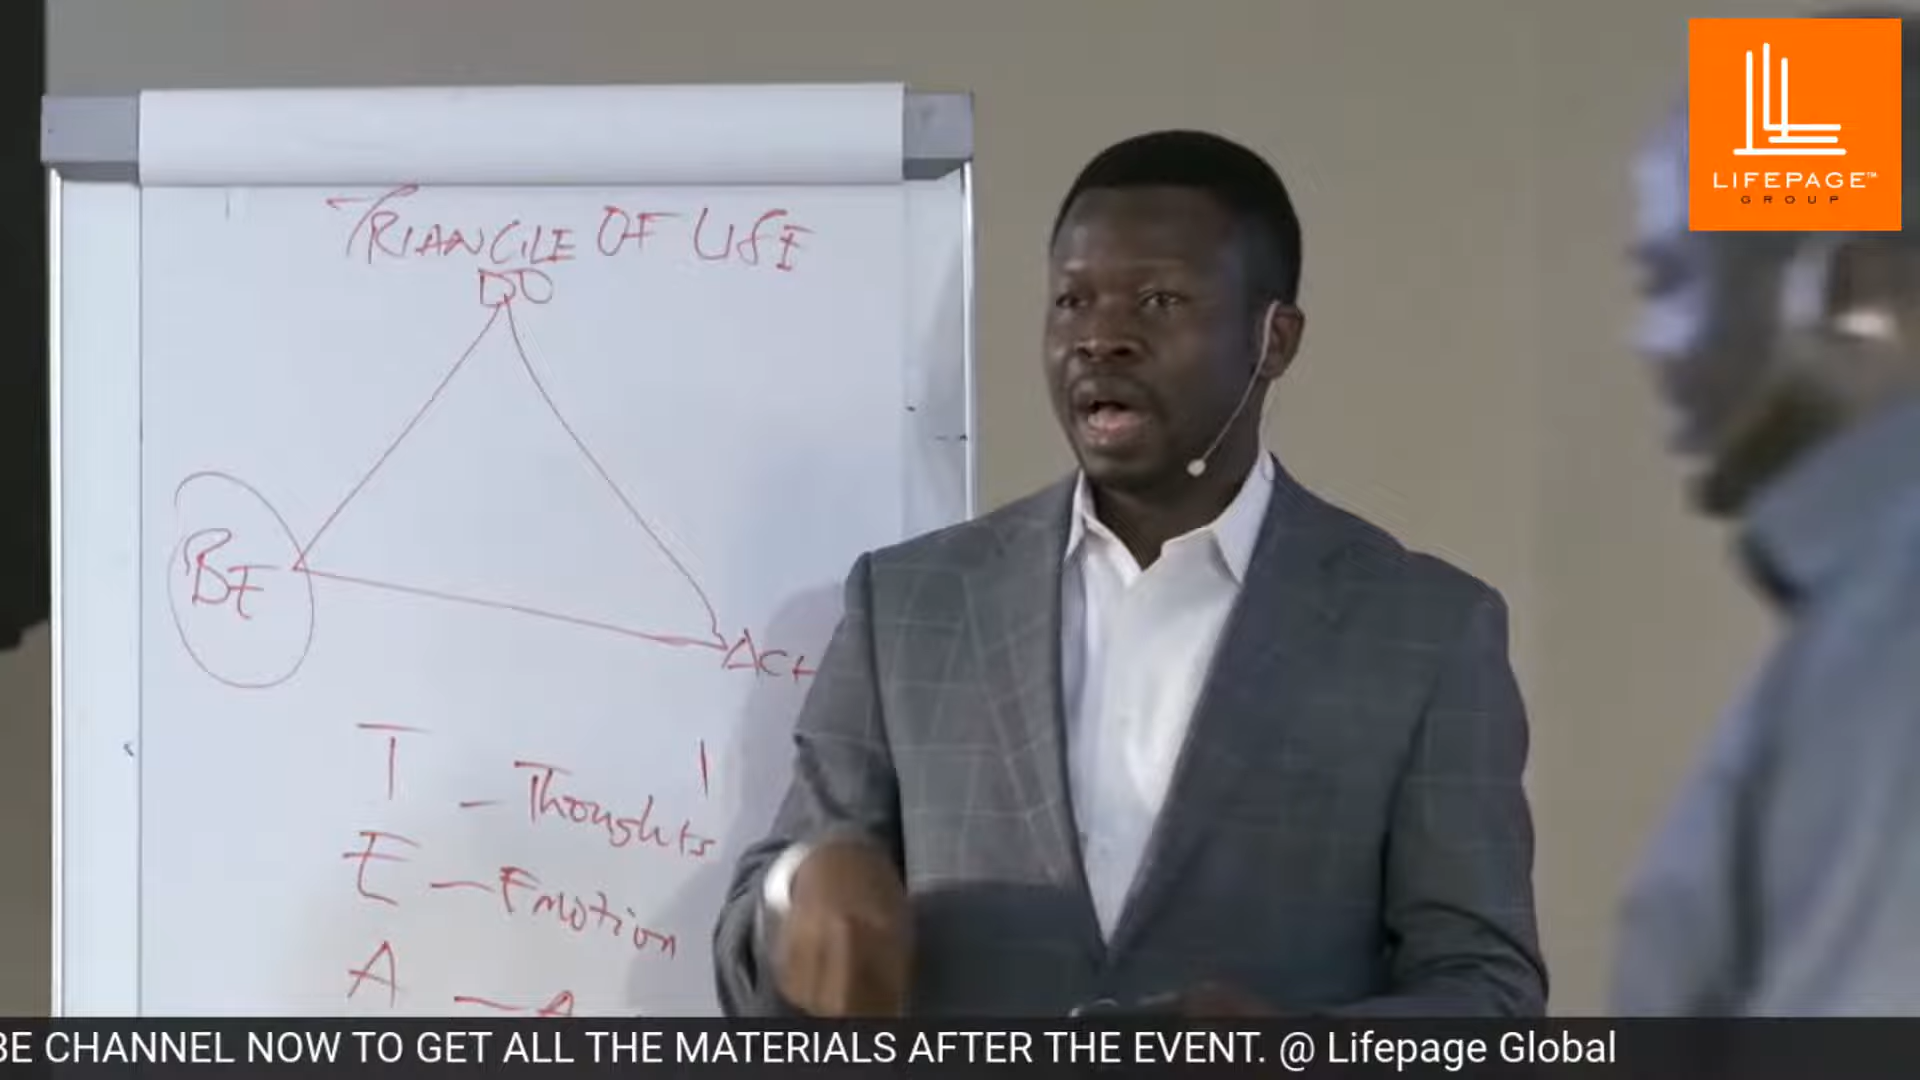 LIFEPAGE™
GROUP
TRIANGLE OF LIFE
DO
BE
T - Thoughts
E - Emotion
A - A
BE CHANNEL NOW TO GET ALL THE MATERIALS AFTER THE EVENT. @ Lifepage Global